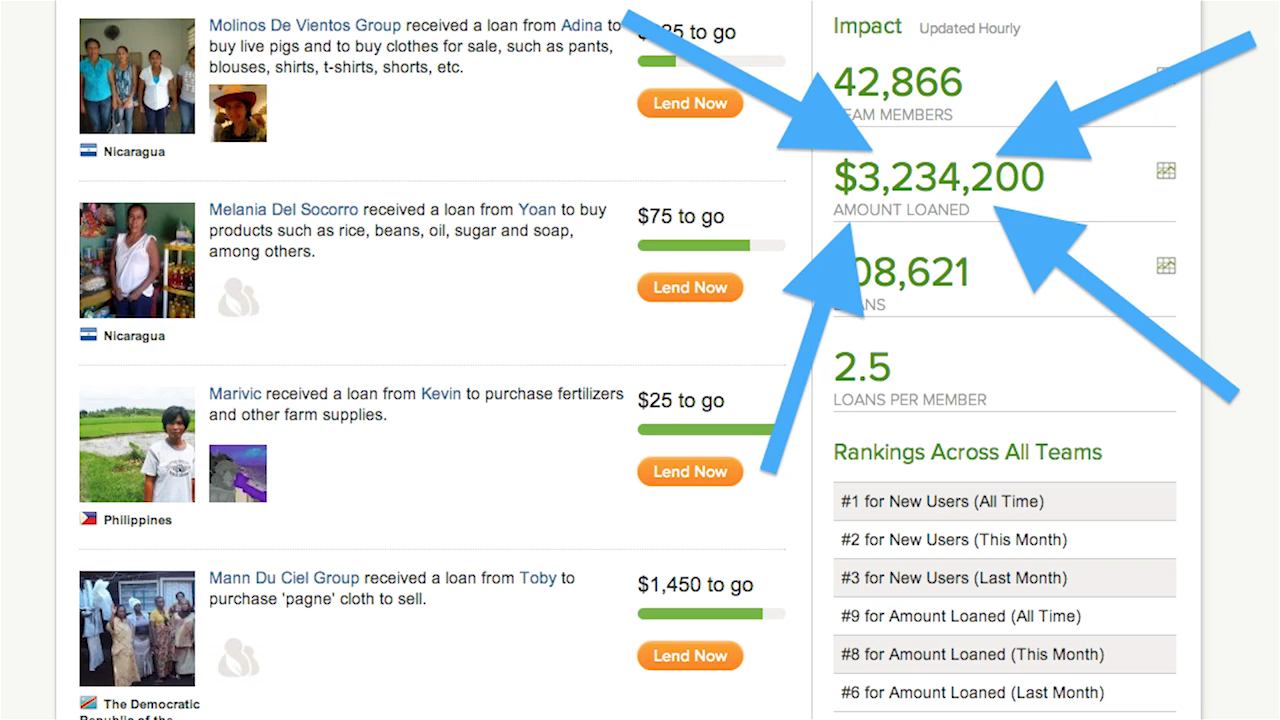 Molinos De Vientos Group received a loan from Adina to
buy live pigs and to buy clothes for sale, such as pants,
blouses, shirts, t-shirts, shorts, etc.
Nicaragua
25 to go
Lend Now
Melania Del Socorro received a loan from Yoan to buy
products such as rice, beans, oil, sugar and soap,
among others.
Nicaragua
$75 to go
Lend Now
Marivic received a loan from Kevin to purchase fertilizers
and other farm supplies.
Philippines
$25 to go
Lend Now
Mann Du Ciel Group received a loan from Toby to
purchase 'pagne' cloth to sell.
The Democratic
Republic of the
$1,450 to go
Lend Now
Impact Updated Hourly
42,866
TEAM MEMBERS
$3,234,200
AMOUNT LOANED
08,621
LOANS
2.5
LOANS PER MEMBER
Rankings Across All Teams
#1 for New Users (All Time)
#2 for New Users (This Month)
#3 for New Users (Last Month)
#9 for Amount Loaned (All Time)
#8 for Amount Loaned (This Month)
#6 for Amount Loaned (Last Month)